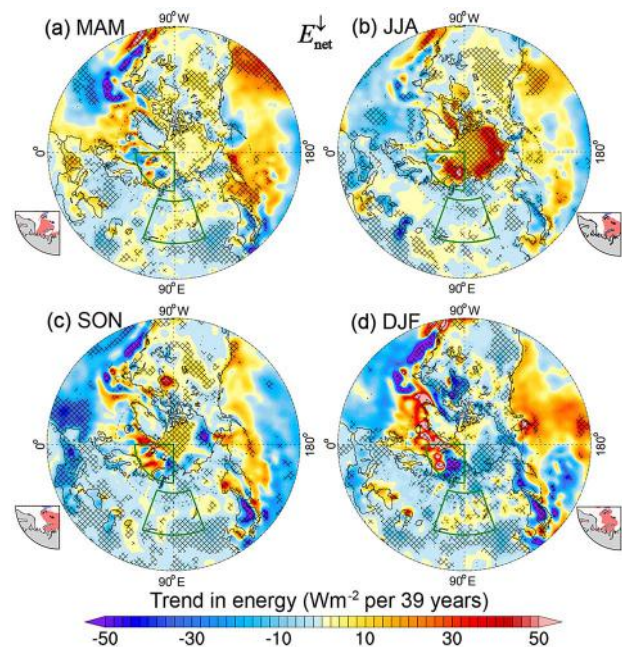 90°W
90°W
(a) MAM
E↓net
(b) JJA
0°
180°
0°
180°
90°E
90°E
90°W
90°W
(c) SON
(d) DJF
0°
180°
0°
180°
90°E
90°E
Trend in energy (Wm-2 per 39 years)
-50 -30 -10 10 30 50